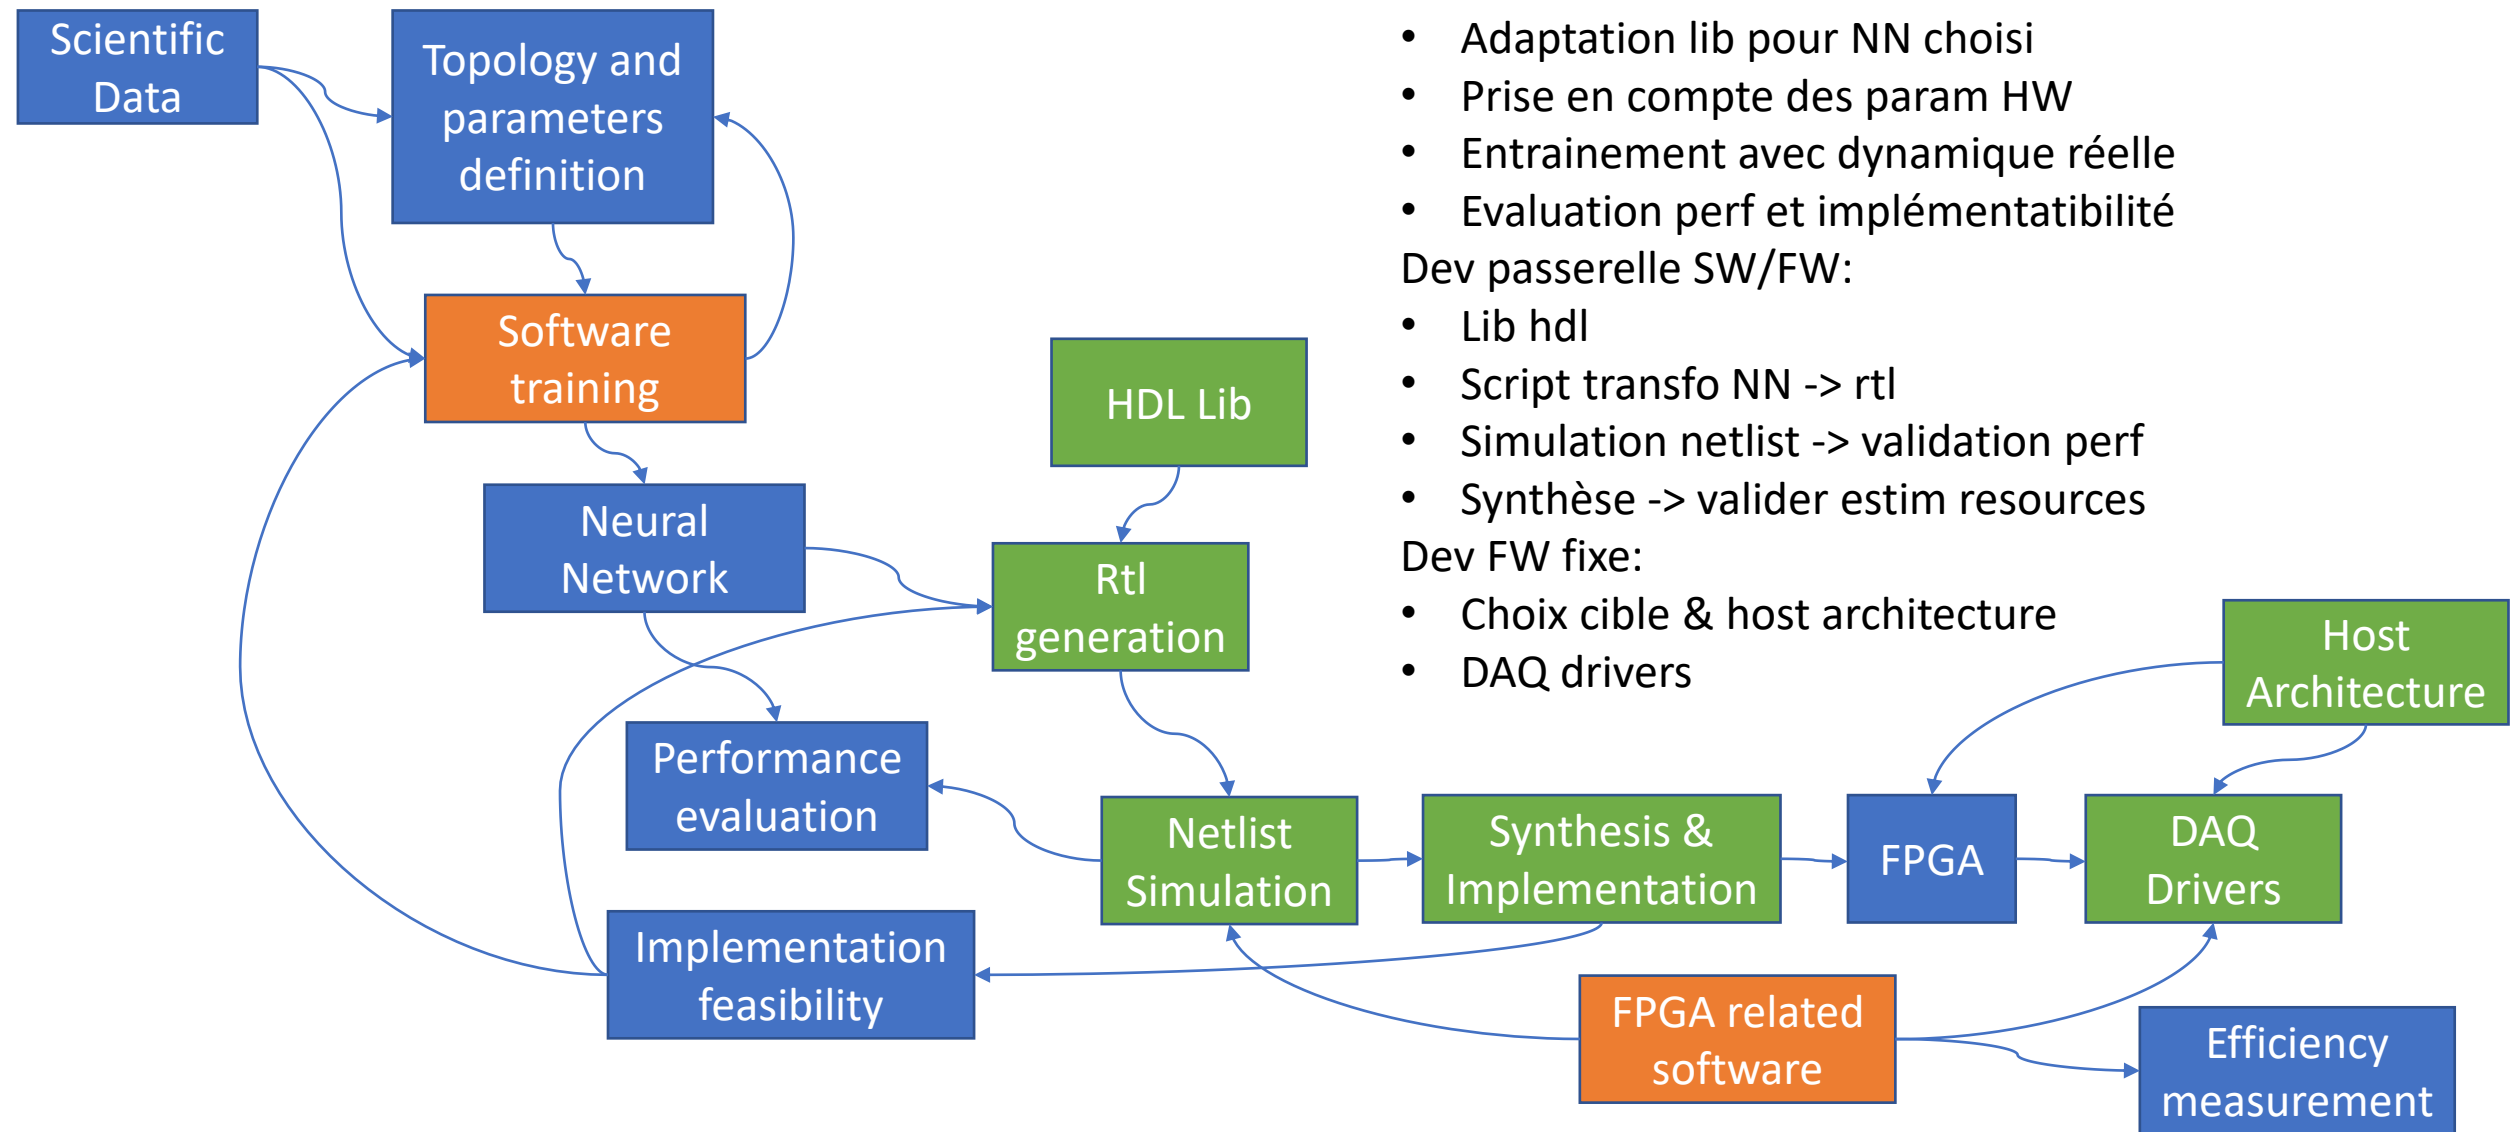 Scientific
Data
Topology and
parameters
definition
Software
training
Neural
Network
HDL Lib
Rtl
generation
Performance
evaluation
Implementation
feasibility
Netlist
Simulation
Synthesis &
Implementation
FPGA
DAQ
Drivers
Host
Architecture
FPGA related
software
Efficiency
measurement
• Adaptation lib pour NN choisi
• Prise en compte des param HW
• Entrainement avec dynamique réelle
• Evaluation perf et implémentatibilité
Dev passerelle SW/FW:
• Lib hdl
• Script transfo NN -> rtl
• Simulation netlist -> validation perf
• Synthèse -> valider estim resources
Dev FW fixe:
• Choix cible & host architecture
• DAQ drivers